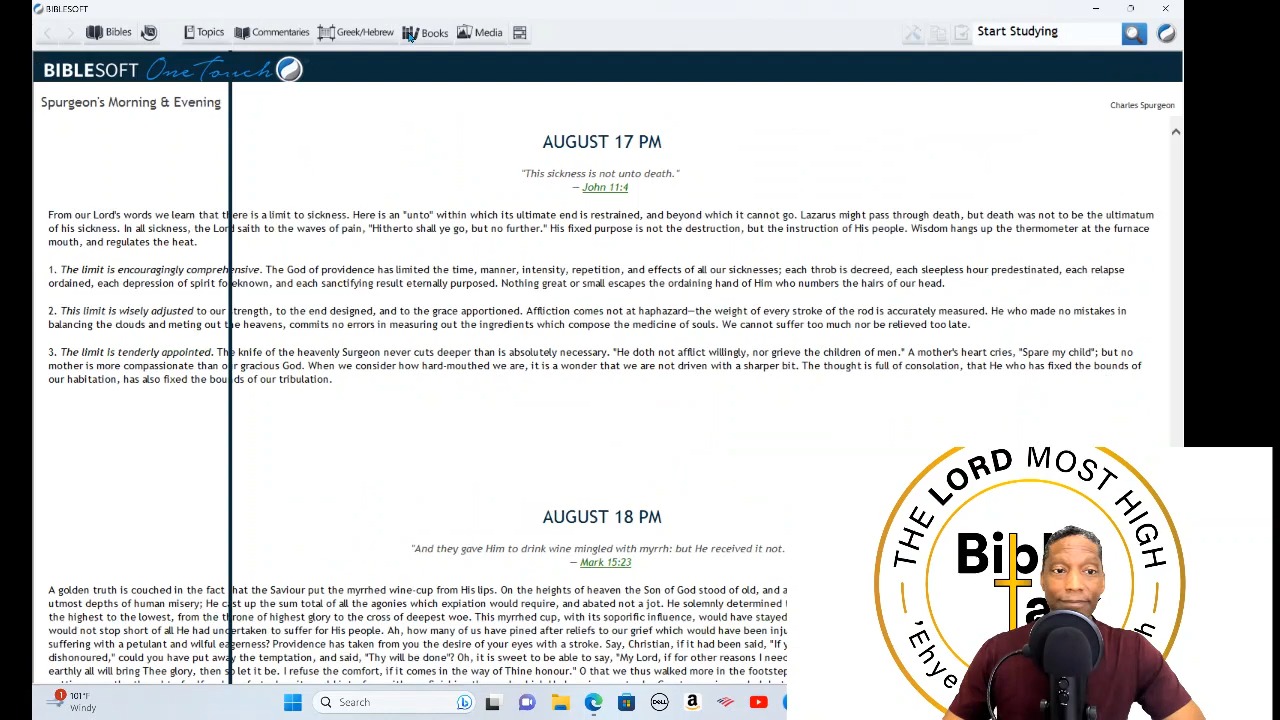 BIBLESOFT
Bibles Topics Commentaries Greek/Hebrew Books Media Start Studying
BIBLESOFT One Touch
Spurgeon's Morning & Evening
Charles Spurgeon
AUGUST 17 PM
"This sickness is not unto death."
— John 11:4
From our Lord's words we learn that there is a limit to sickness. Here is an "unto" within which its ultimate end is restrained, and beyond which it cannot go. Lazarus might pass through death, but death was not to be the ultimatum
of his sickness. In all sickness, the Lord saith to the waves of pain, "Hitherto shall ye go, but no further." His fixed purpose is not the destruction, but the instruction of His people. Wisdom hangs up the thermometer at the furnace
mouth, and regulates the heat.
1. The limit is encouragingly comprehensive. The God of providence has limited the time, manner, intensity, repetition, and effects of all our sicknesses; each throb is decreed, each sleepless hour predestinated, each relapse
ordained, each depression of spirit foreknown, and each sanctifying result eternally purposed. Nothing great or small escapes the ordaining hand of Him who numbers the hairs of our head.
2. This limit is wisely adjusted to our strength, to the end designed, and to the grace apportioned. Affliction comes not at haphazard—the weight of every stroke of the rod is accurately measured. He who made no mistakes in
balancing the clouds and meting out the heavens, commits no errors in measuring out the ingredients which compose the medicine of souls. We cannot suffer too much nor be relieved too late.
3. The limit is tenderly appointed. The knife of the heavenly Surgeon never cuts deeper than is absolutely necessary. "He doth not afflict willingly, nor grieve the children of men." A mother's heart cries, "Spare my child"; but no
mother is more compassionate than our gracious God. When we consider how hard-mouthed we are, it is a wonder that we are not driven with a sharper bit. The thought is full of consolation, that He who has fixed the bounds of
our habitation, has also fixed the bounds of our tribulation.
AUGUST 18 PM
"And they gave Him to drink wine mingled with myrrh: but He received it not.
— Mark 15:23
A golden truth is couched in the fact that the Saviour put the myrrhed wine-cup from His lips. On the heights of heaven the Son of God stood of old, and a
utmost depths of human misery; He cast up the sum total of all the agonies which expiation would require, and abated not a jot. He solemnly determined t
the highest to the lowest, from the throne of highest glory to the cross of deepest woe. This myrrhed cup, with its soporific influence, would have stayed
would not stop short of all He had undertaken to suffer for His people. Ah, how many of us have pined after reliefs to our grief which would have been inju
suffering with a petulant and wilful eagerness? Providence has taken from you the desire of your eyes with a stroke. Say, Christian, if it had been said, "If y
dishonoured," could you have put away the temptation, and said, "Thy will be done"? Oh, it is sweet to be able to say, "My Lord, if for other reasons I need
earthly all will bring Thee glory, then so let it be. I refuse the comfort, if it comes in the way of Thine honour." O that we thus walked more in the footstep
THE LORD MOST HIGH
Bibl
Ta
'Ehye
1
101°F
Windy
Search
DELL